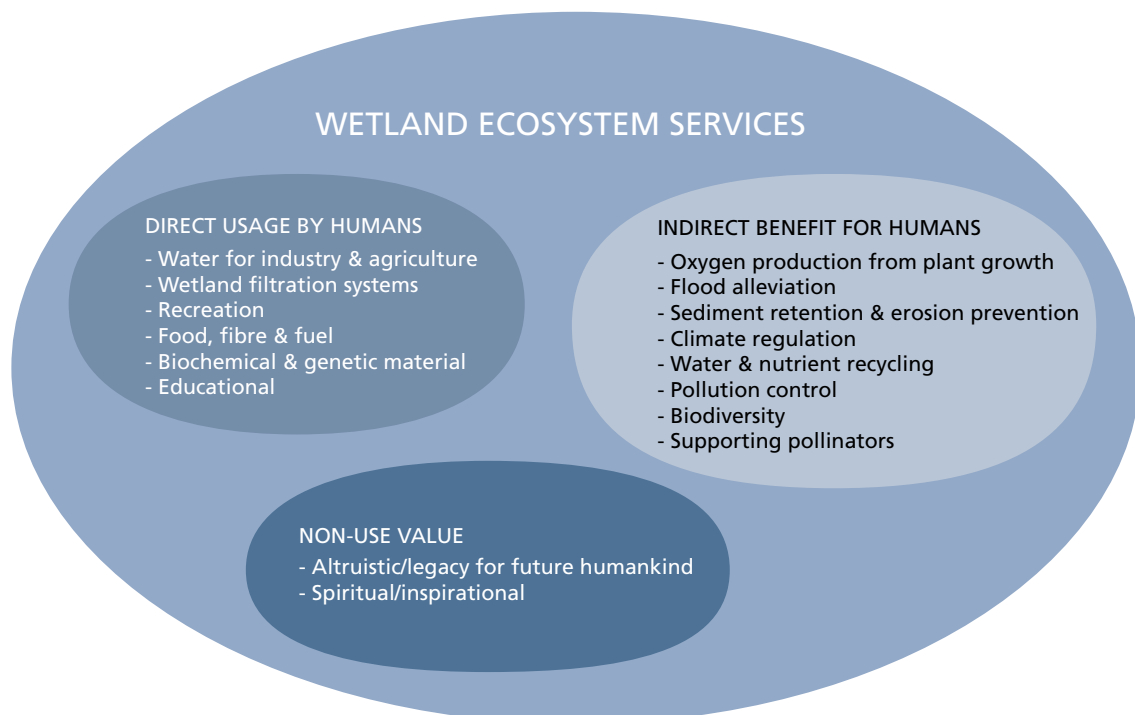 WETLAND ECOSYSTEM SERVICES
DIRECT USAGE BY HUMANS
- Water for industry & agriculture
- Wetland filtration systems
- Recreation
- Food, fibre & fuel
- Biochemical & genetic material
- Educational
INDIRECT BENEFIT FOR HUMANS
- Oxygen production from plant growth
- Flood alleviation
- Sediment retention & erosion prevention
- Climate regulation
- Water & nutrient recycling
- Pollution control
- Biodiversity
- Supporting pollinators
NON-USE VALUE
- Altruistic/legacy for future humankind
- Spiritual/inspirational